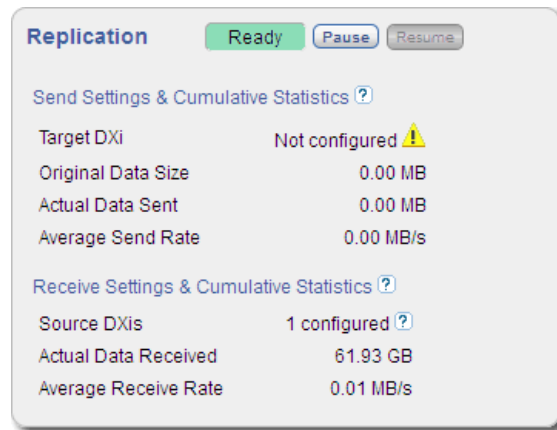 Replication Ready Pause Resume
Send Settings & Cumulative Statistics ?
Target DXi Not configured
Original Data Size 0.00 MB
Actual Data Sent 0.00 MB
Average Send Rate 0.00 MB/s
Receive Settings & Cumulative Statistics ?
Source DXis 1 configured ?
Actual Data Received 61.93 GB
Average Receive Rate 0.01 MB/s